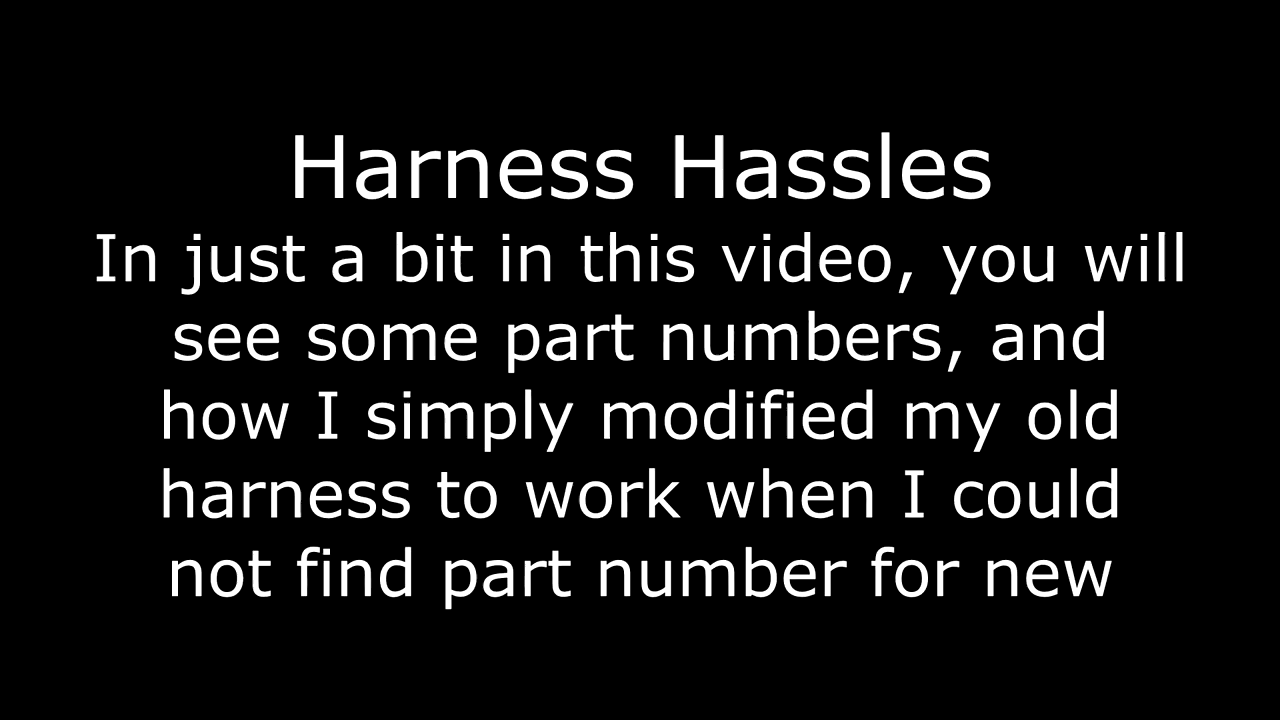 Harness Hassles
In just a bit in this video, you will
see some part numbers, and
how I simply modified my old
harness to work when I could
not find part number for new